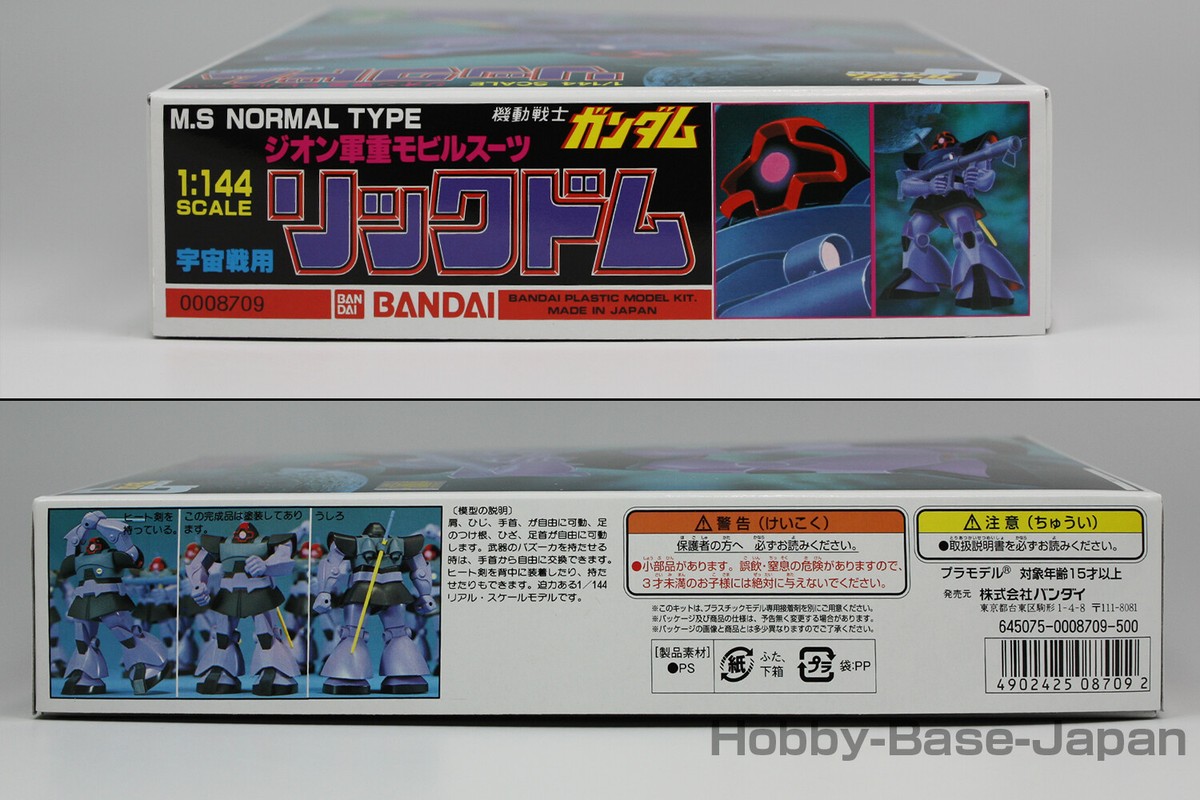 1/144 SCALE
リックドム
M.S NORMAL TYPE
機動戦士 ガンダム
ジオン軍重モビルスーツ
1:144
SCALE
リックドム
宇宙戦用
0008709
BAN
DAI
BANDAI
BANDAI PLASTIC MODEL KIT.
MADE IN JAPAN
ヒート剣を
持っている。
この完成品は塗装してあり
ます。
うしろ
〔模型の説明〕
肩、ひじ、手首、が自由に可動、足
のつけ根、ひざ、足首が自由に可
動します。武器のバズーカを持たせる
時は、手首から自由に交換できます。
ヒート剣を背中に装着したり、持た
せたりもできます。迫力ある1/144
リアル・スケールモデルです。
警告(けいこく)
保護者の方へ 必ずお読みください。
●小部品があります。誤飲・窒息の危険がありますので、
3才未満のお子様には絶対に与えないでください。
※このキットは、プラスチックモデル専用接着剤を別にご用意ください。
※パッケージ及び商品の仕様は、予告無く変更する場合があります。
※パッケージの画像と商品とは多少異なりますのでご了承ください。
[製品素材]
●PS
紙
ふた、
下箱
プラ
袋:PP
注意(ちゅうい)
●取扱説明書を必ずお読みください。
プラモデル® 対象年齢15才以上
発売元 株式会社バンダイ
東京都台東区駒形1-4-8 〒111-8081
645075-0008709-500
4902425 08709 2
Hobby-Base-Japan